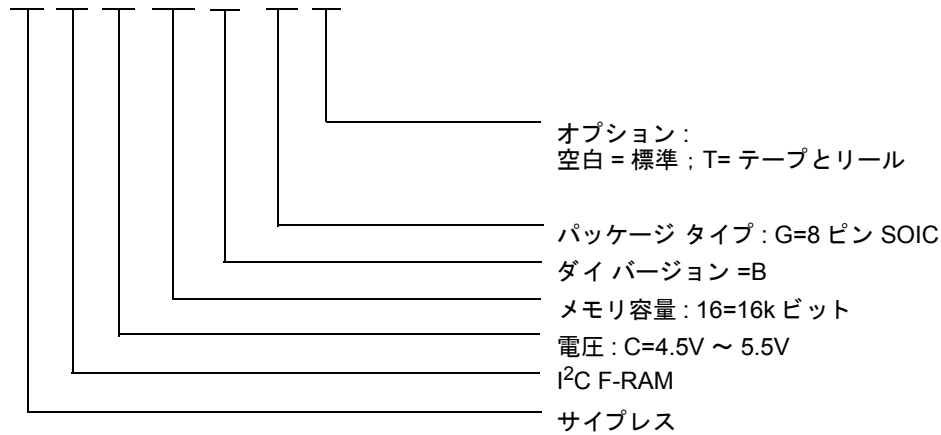 オプション :
空白 = 標準 ; T= テープとリール
パッケージ タイプ : G=8 ピン SOIC
ダイ バージョン =B
メモリ容量 : 16=16k ビット
電圧 : C=4.5V ～ 5.5V
I²C F-RAM
サイプレス